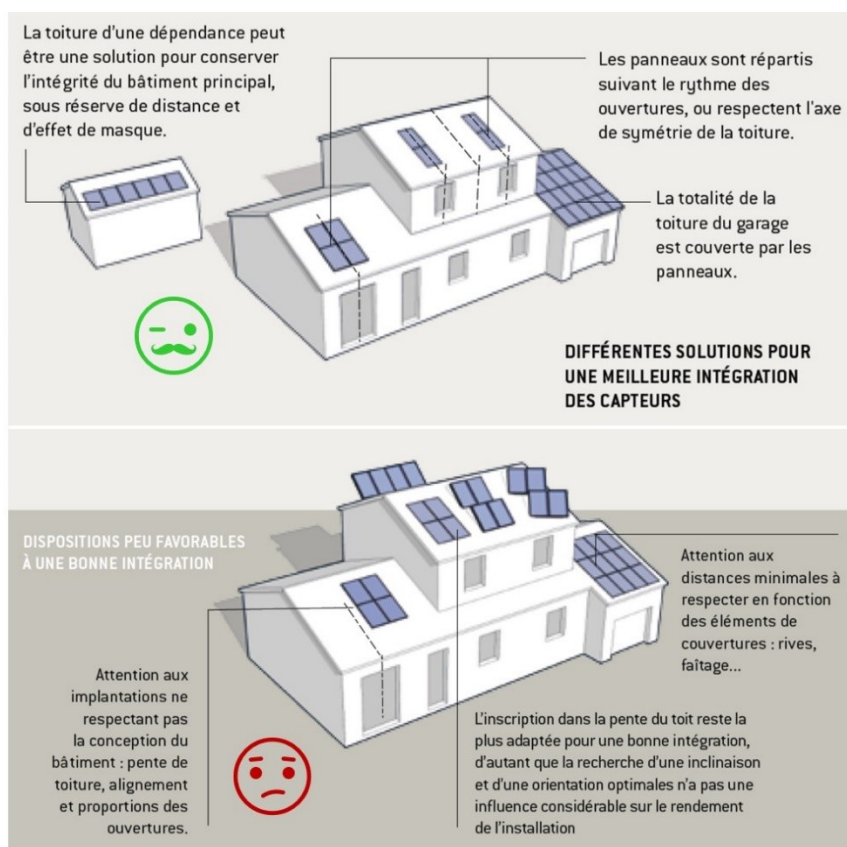 La toiture d'une dépendance peut
être une solution pour conserver
l'intégrité du bâtiment principal,
sous réserve de distance et
d'effet de masque.
Les panneaux sont répartis
suivant le rythme des
ouvertures, ou respectent l'axe
de symétrie de la toiture.
La totalité de la
toiture du garage
est couverte par les
panneaux.
DIFFÉRENTES SOLUTIONS POUR
UNE MEILLEURE INTÉGRATION
DES CAPTEURS
DISPOSITIONS PEU FAVORABLES
À UNE BONNE INTÉGRATION
Attention aux
distances minimales à
respecter en fonction
des éléments de
couvertures : rives,
faîtage...
Attention aux
implantations ne
respectant pas
la conception du
bâtiment : pente de
toiture, alignement
et proportions des
ouvertures.
L'inscription dans la pente du toit reste la
plus adaptée pour une bonne intégration,
d'autant que la recherche d'une inclinaison
et d'une orientation optimales n'a pas une
influence considérable sur le rendement
de l'installation